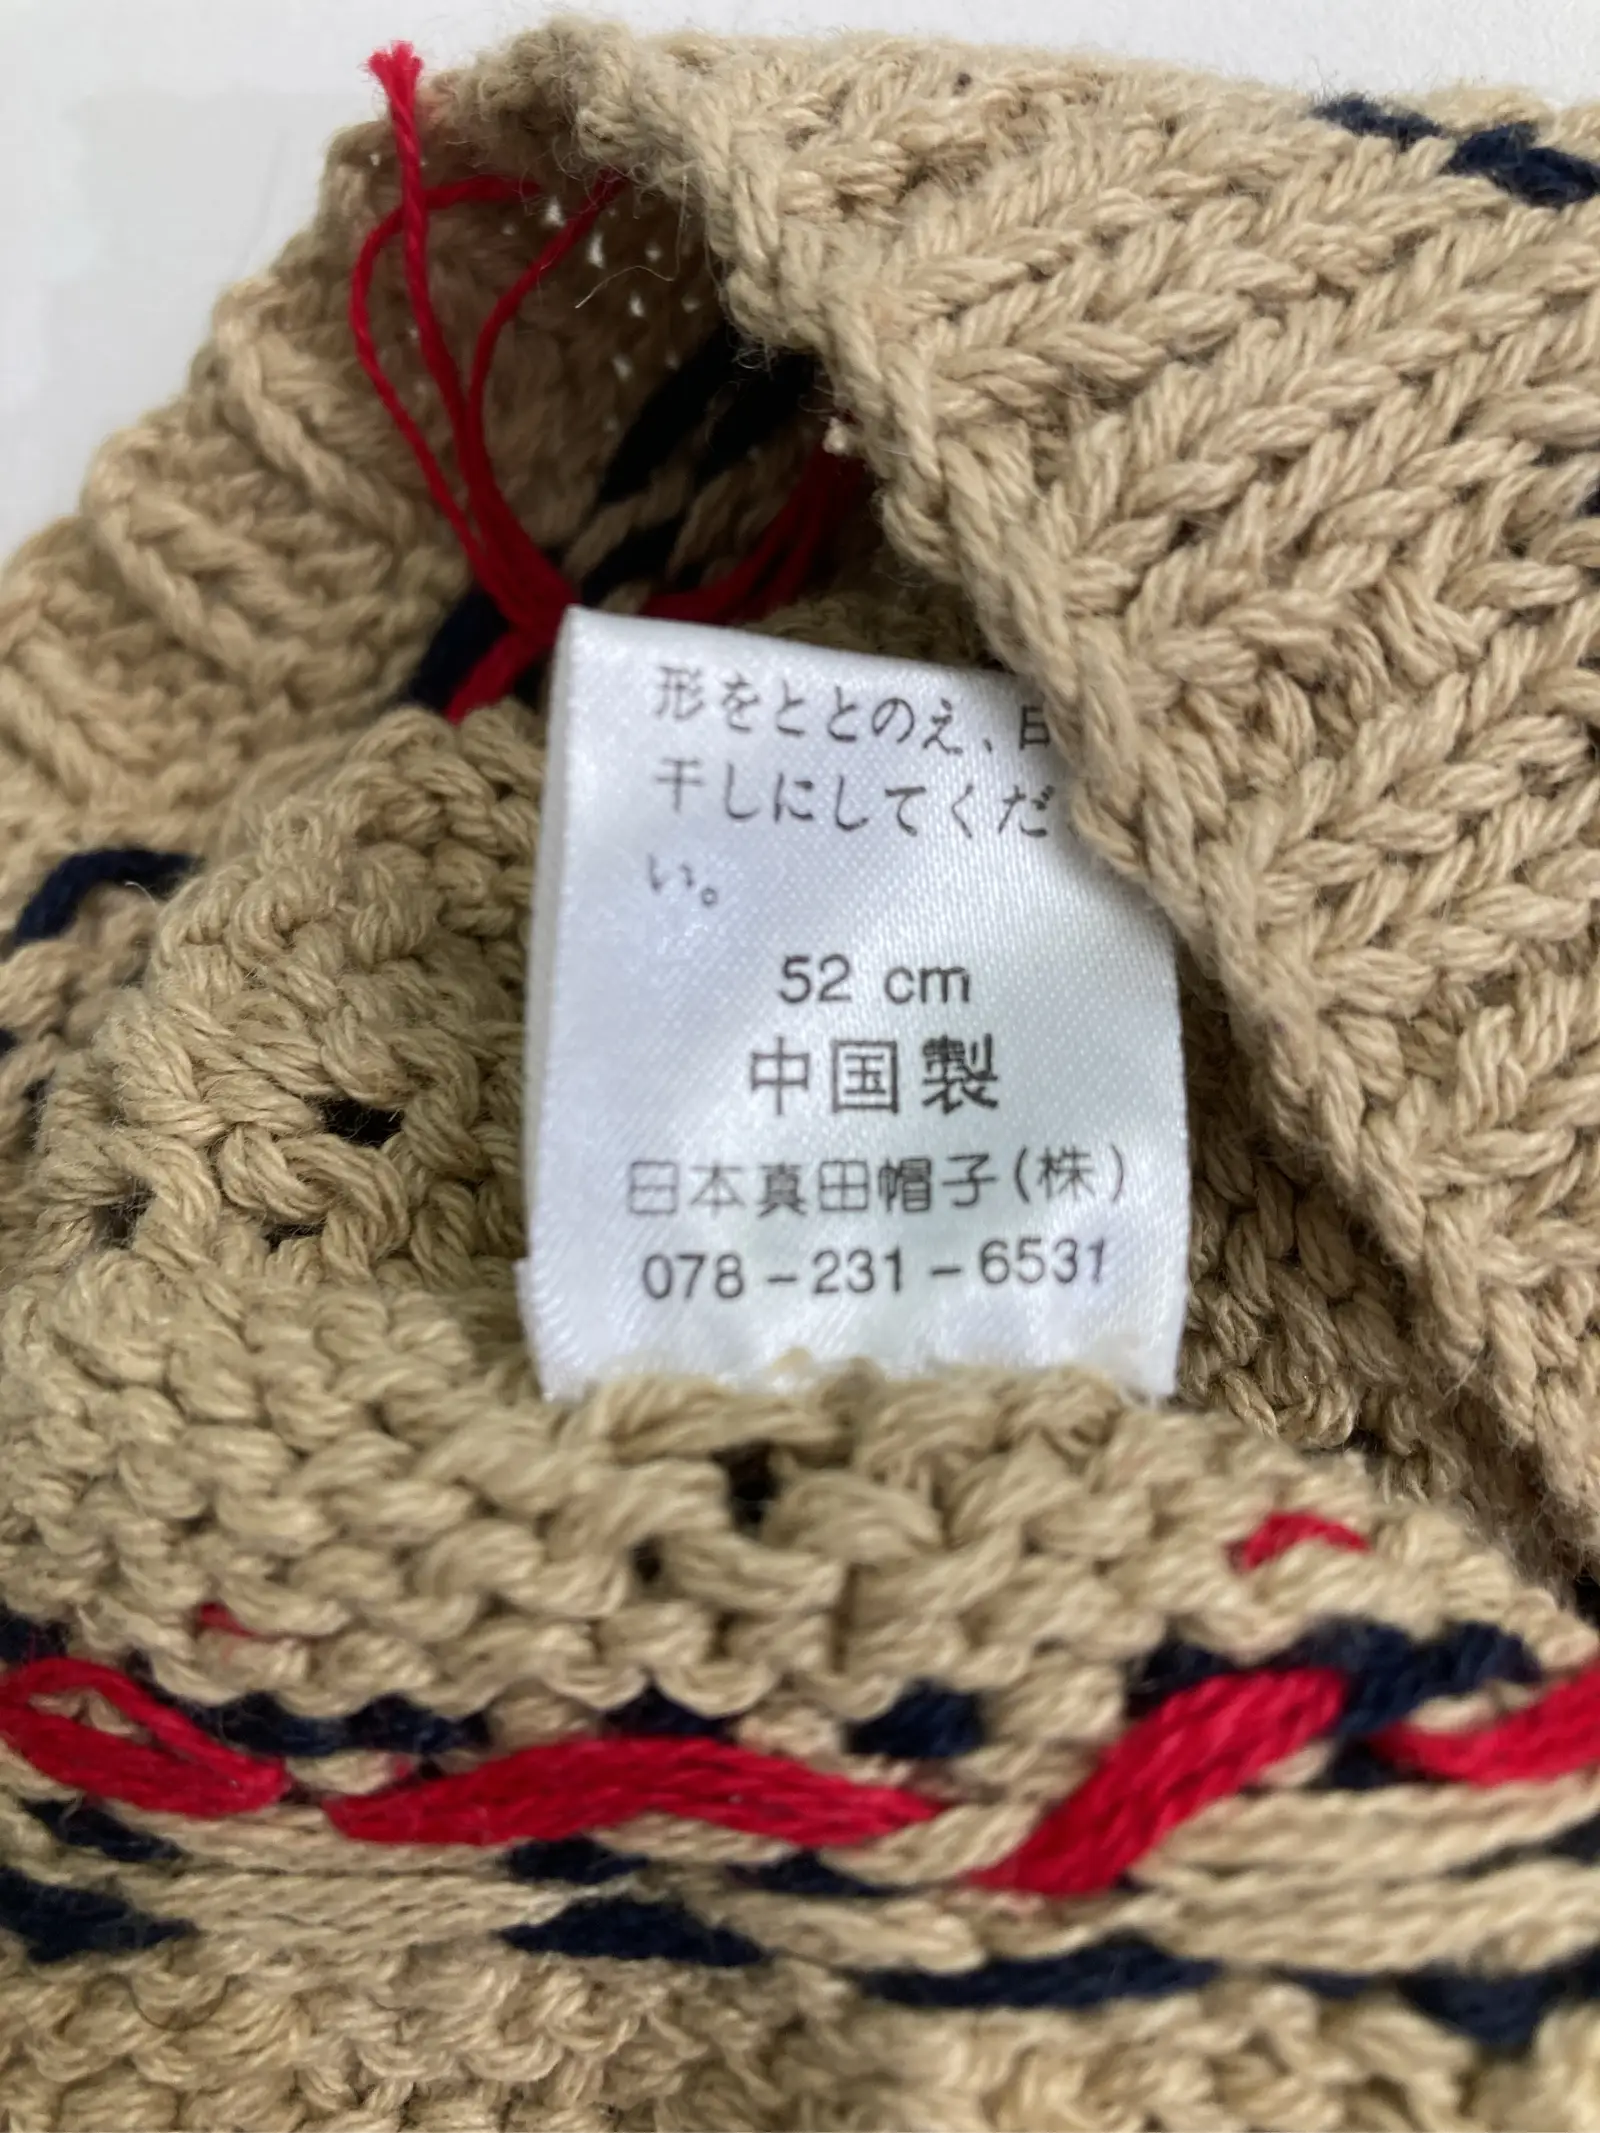 形をととのえ、日
干しにしてくだ
い。
52 cm
中国製
日本真田帽子(株)
078-231-6531